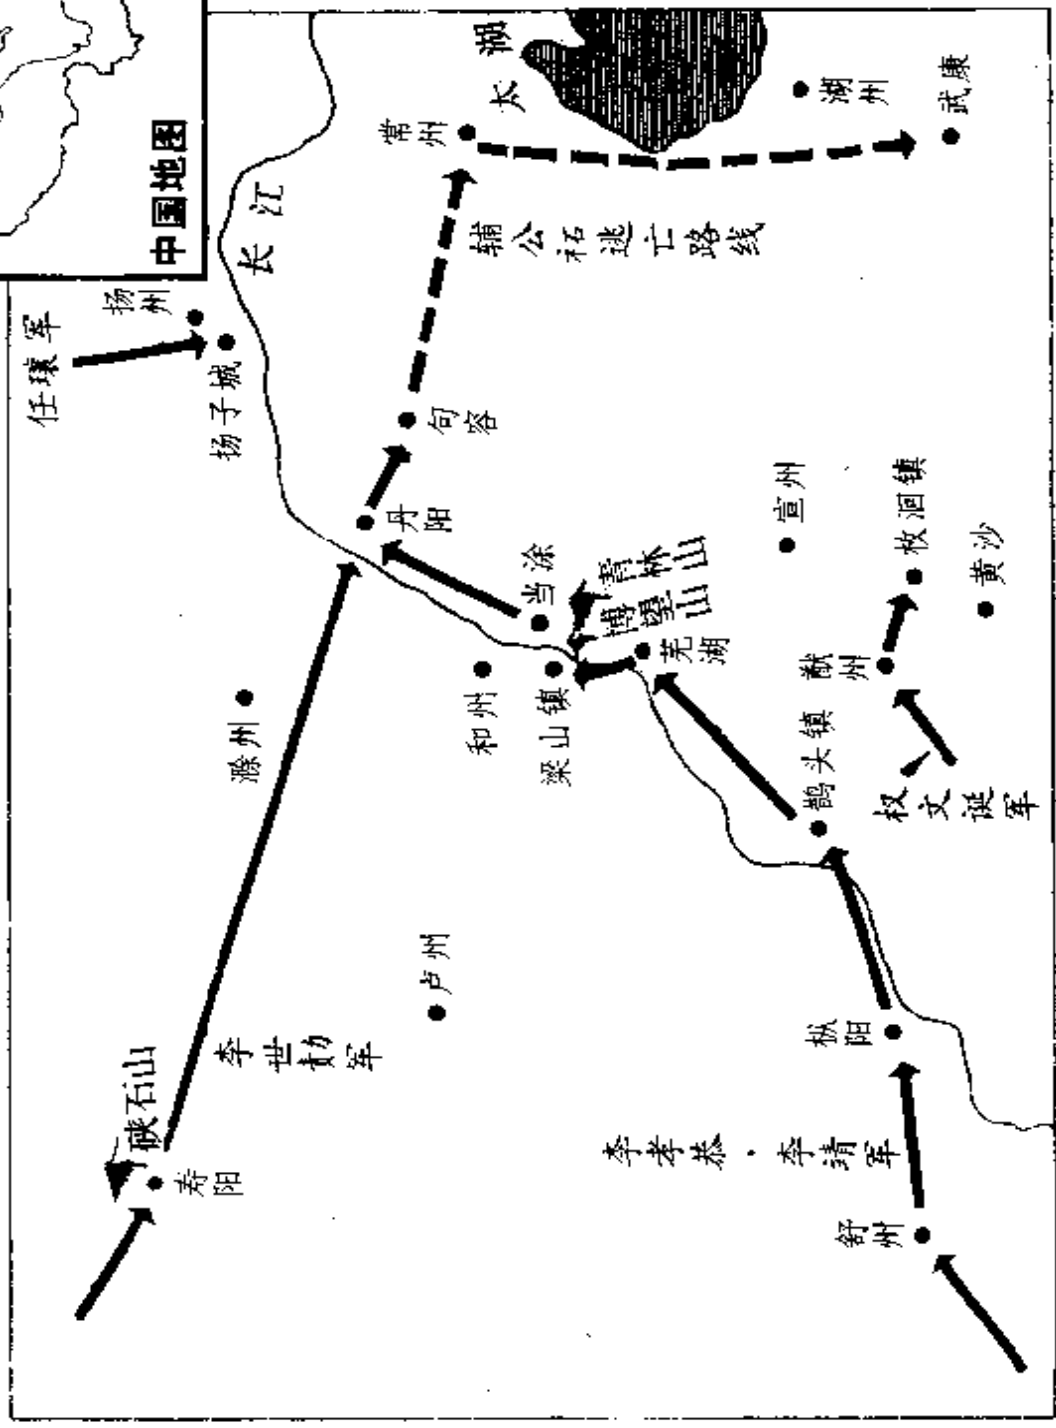 任瓌军
扬州
中国地图
硖石山
寿阳
扬子城
李世勣军
滁州
长江
常州
卢州
丹阳
句容
辅公祏逃亡路线
和州
当涂
太湖
梁山镇
青林山
博望山
芜湖
李孝恭·李靖军
宣州
湖州
枞阳
鹊头镇
猷州
舒州
枚洄镇
权文诞军
武康
黄沙